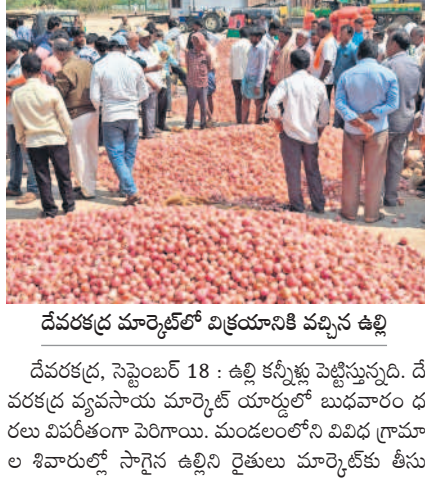 దేవరకద్ర మార్కెట్‌లో విక్రయానికి వచ్చిన ఉల్లి
దేవరకద్ర, సెప్టెంబర్ 18 : ఉల్లి కన్నీళ్లు పెట్టిస్తున్నది. దే
వరకద్ర వ్యవసాయ మార్కెట్ యార్డులో బుధవారం ధ
రలు విపరీతంగా పెరిగాయి. మండలంలోని వివిధ గ్రామా
ల శివారుల్లో సాగైన ఉల్లిని రైతులు మార్కెట్‌కు తీసు